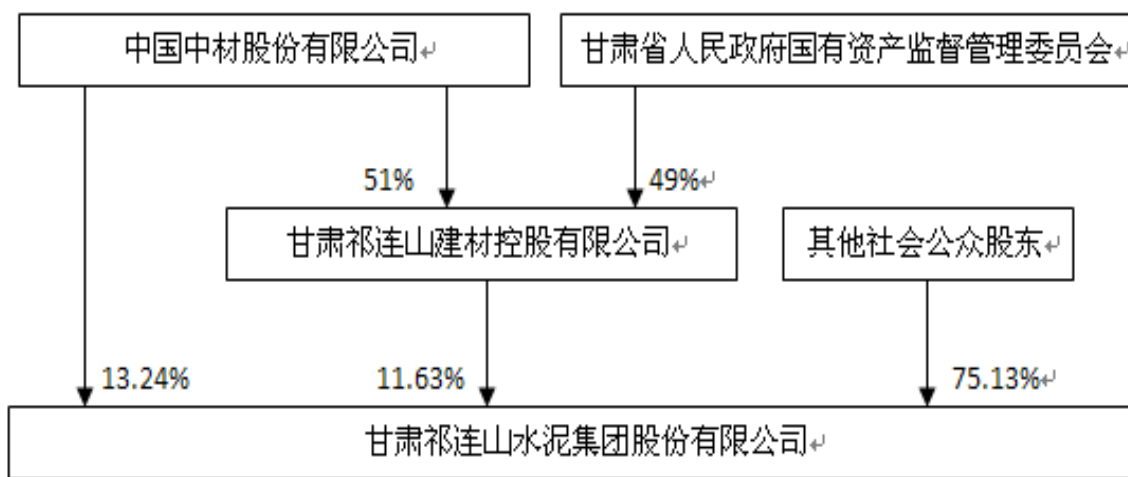 中国中材股份有限公司
甘肃省人民政府国有资产监督管理委员会
51%
49%
甘肃祁连山建材控股有限公司
其他社会公众股东
13.24%
11.63%
75.13%
甘肃祁连山水泥集团股份有限公司